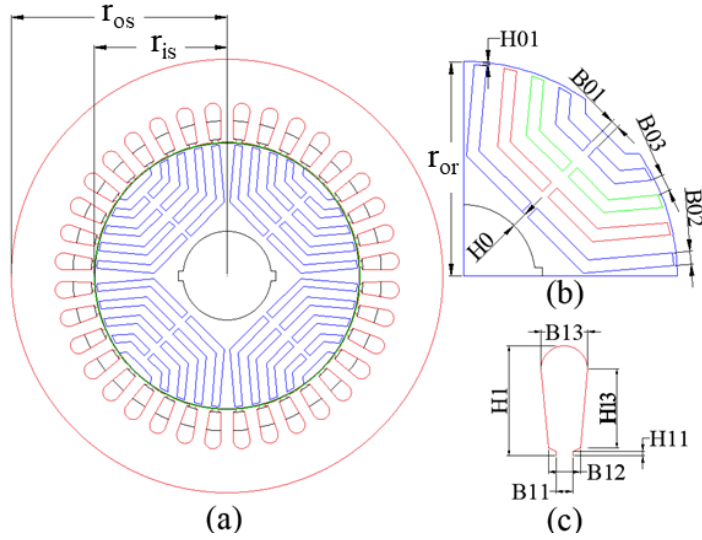 r_os
r_is
(a)
H01
B01
B03
r_or
B02
H0
(b)
B13
H1
H13
H11
B12
B11
(c)